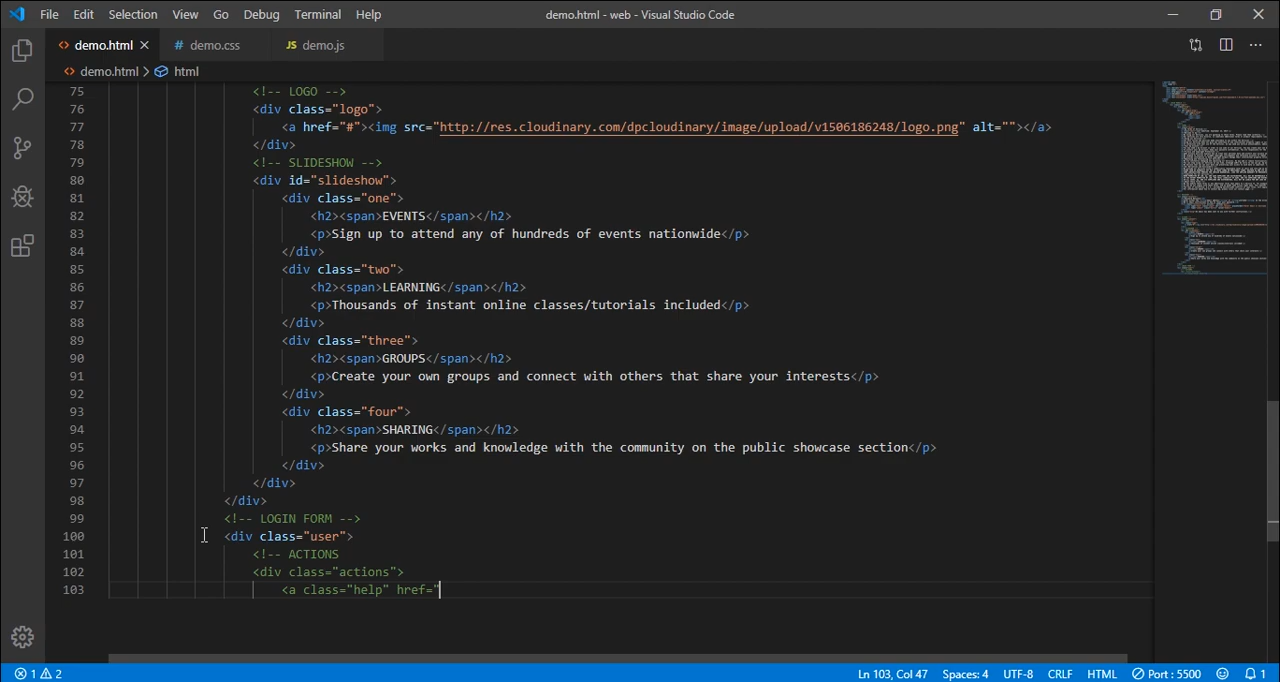 File Edit Selection View Go Debug Terminal Help demo.html - web - Visual Studio Code
demo.html demo.css JS demo.js
demo.html > html
75 <!-- LOGO -->
76 <div class="logo">
77 <a href="#"><img src="http://res.cloudinary.com/dpcloudinary/image/upload/v1506186248/logo.png" alt=""></a>
78 </div>
79 <!-- SLIDESHOW -->
80 <div id="slideshow">
81 <div class="one">
82 <h2><span>EVENTS</span></h2>
83 <p>Sign up to attend any of hundreds of events nationwide</p>
84 </div>
85 <div class="two">
86 <h2><span>LEARNING</span></h2>
87 <p>Thousands of instant online classes/tutorials included</p>
88 </div>
89 <div class="three">
90 <h2><span>GROUPS</span></h2>
91 <p>Create your own groups and connect with others that share your interests</p>
92 </div>
93 <div class="four">
94 <h2><span>SHARING</span></h2>
95 <p>Share your works and knowledge with the community on the public showcase section</p>
96 </div>
97 </div>
98 </div>
99 <!-- LOGIN FORM -->
100 <div class="user">
101 <!-- ACTIONS
102 <div class="actions">
103 <a class="help" href="
1 2 Ln 103, Col 47 Spaces: 4 UTF-8 CRLF HTML Port : 5500 1